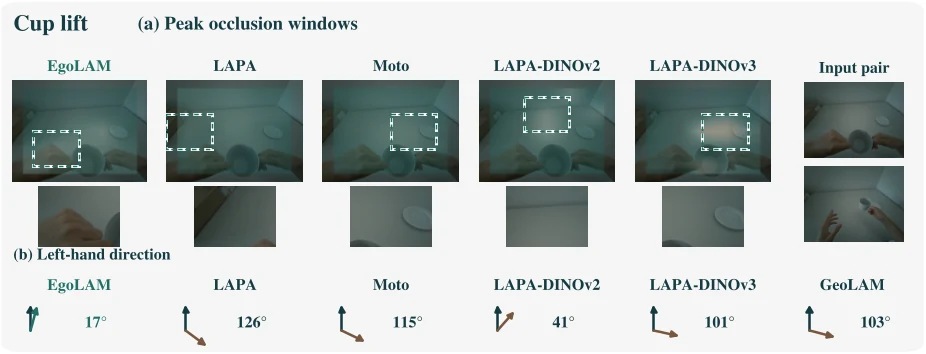 Cup lift (a) Peak occlusion windows
EgoLAM LAPA Moto LAPA-DINOv2 LAPA-DINOv3 Input pair
(b) Left-hand direction
EgoLAM LAPA Moto LAPA-DINOv2 LAPA-DINOv3 GeoLAM
17° 126° 115° 41° 101° 103°